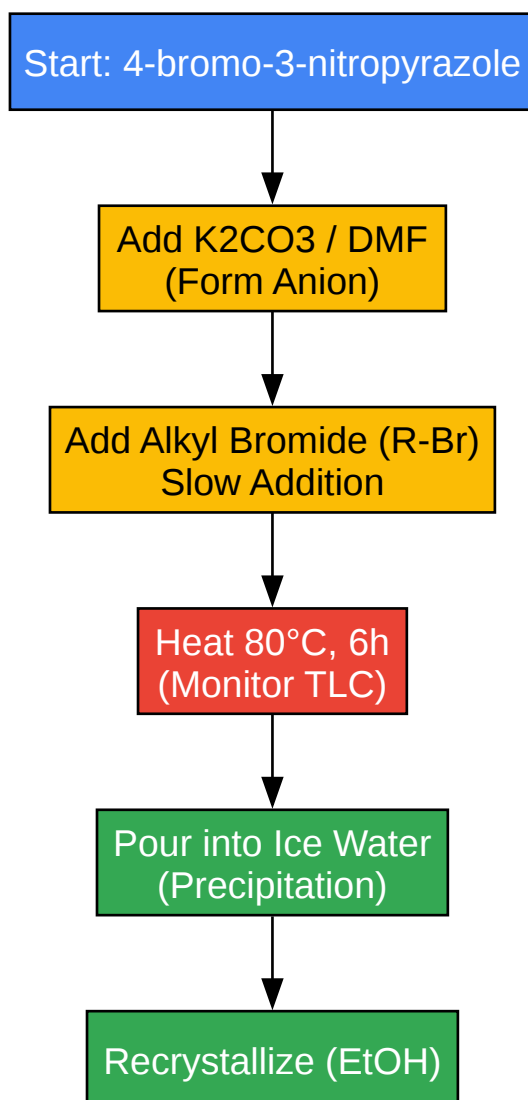 Start: 4-bromo-3-nitropyrazole
Add K2CO3 / DMF
(Form Anion)
Add Alkyl Bromide (R-Br)
Slow Addition
Heat 80°C, 6h
(Monitor TLC)
Pour into Ice Water
(Precipitation)
Recrystallize (EtOH)